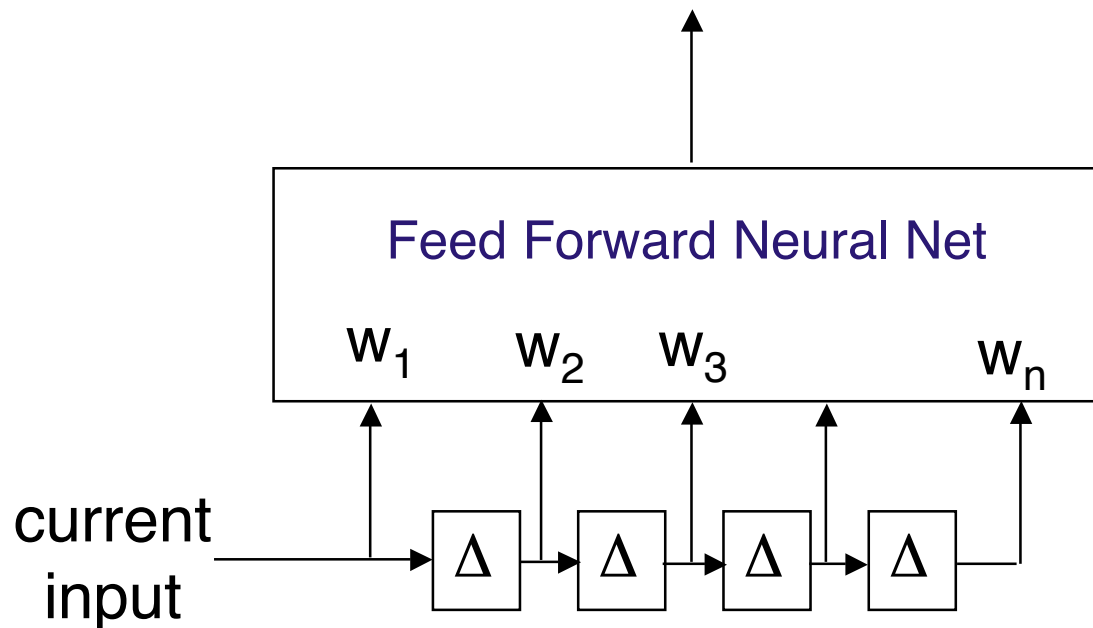 Feed Forward Neural Net
w₁ w₂ w₃ wₙ
current
input
Δ Δ Δ Δ